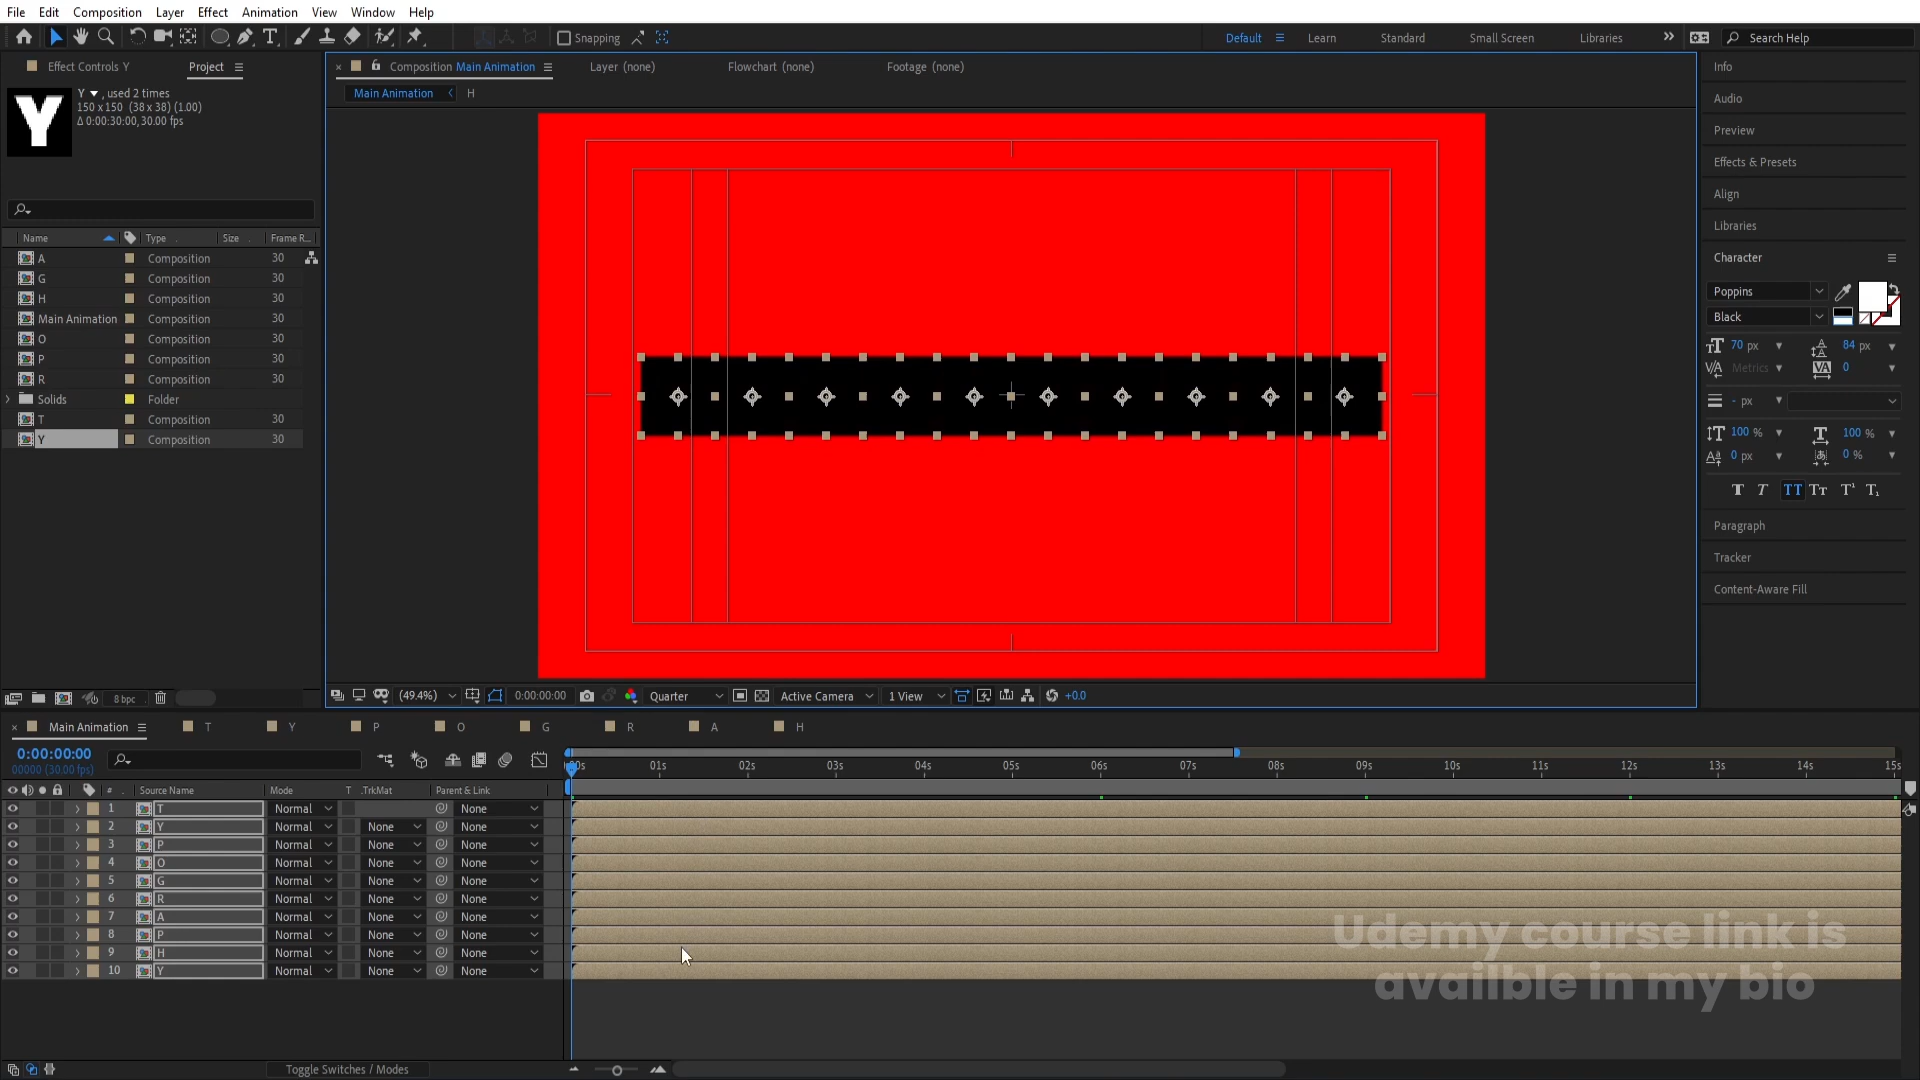 File Edit Composition Layer Effect Animation View Window Help
Snapping
Default Learn Standard Small Screen Libraries Search Help
Effect Controls Y Project
Composition Main Animation Layer (none) Flowchart (none) Footage (none)
Main Animation H
Y , used 2 times
150 x 150 (38 x 38) (1.00)
Δ 0:00:30:00, 30.00 fps
Y
Name Type Size Frame R...
A Composition 30
G Composition 30
H Composition 30
Main Animation Composition 30
O Composition 30
P Composition 30
R Composition 30
Solids Folder
T Composition 30
Y Composition 30
8 bpc
(49.4%) 0:00:00:00 Quarter Active Camera 1 View +0.0
Info
Audio
Preview
Effects & Presets
Align
Libraries
Character
Poppins
Black
70 px 84 px
Metrics 0
- px
100 % 100 %
0 px 0 %
T T TT Tт T¹ T₁
Paragraph
Tracker
Content-Aware Fill
Main Animation T Y P O G R A H
0:00:00:00
00000 (30.00 fps)
01s 02s 03s 04s 05s 06s 07s 08s 09s 10s 11s 12s 13s 14s 15s
# Source Name Mode T .TrkMat Parent & Link
1 T Normal None
2 Y Normal None None
3 P Normal None None
4 O Normal None None
5 G Normal None None
6 R Normal None None
7 A Normal None None
8 P Normal None None
9 H Normal None None
10 Y Normal None None
Udemy course link is
availble in my bio
Toggle Switches / Modes